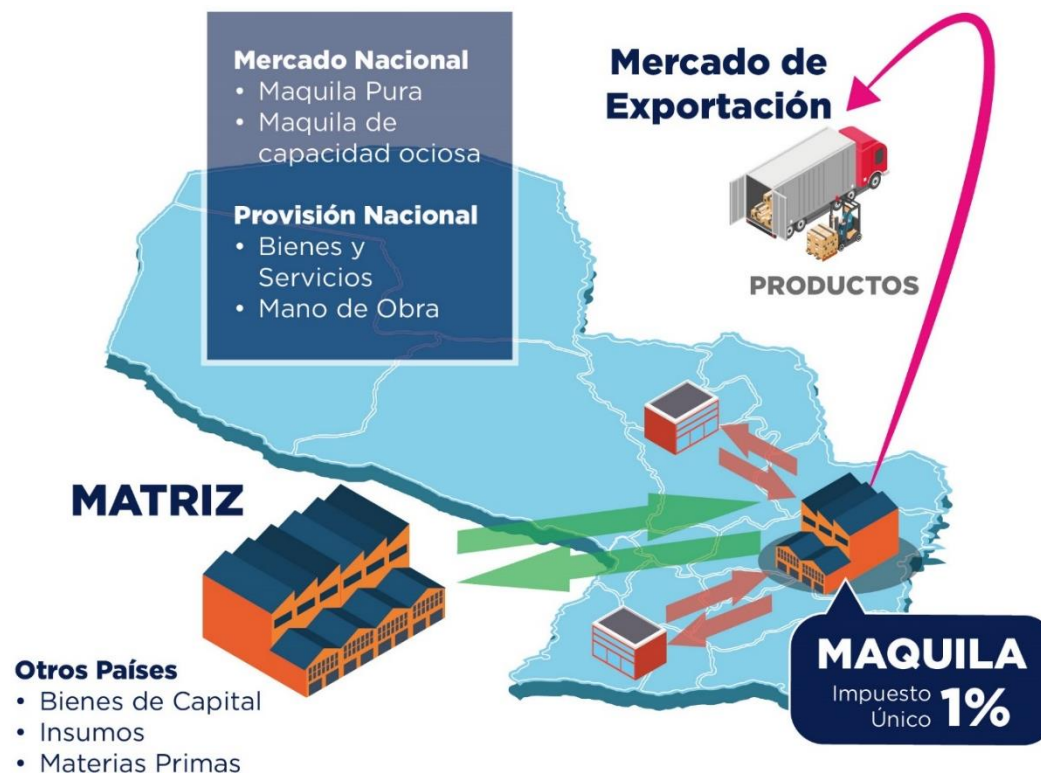 Mercado Nacional
• Maquila Pura
• Maquila de
capacidad ociosa
Provisión Nacional
• Bienes y
Servicios
• Mano de Obra
Mercado de
Exportación
PRODUCTOS
MATRIZ
Otros Países
• Bienes de Capital
• Insumos
• Materias Primas
MAQUILA
Impuesto
Único 1%